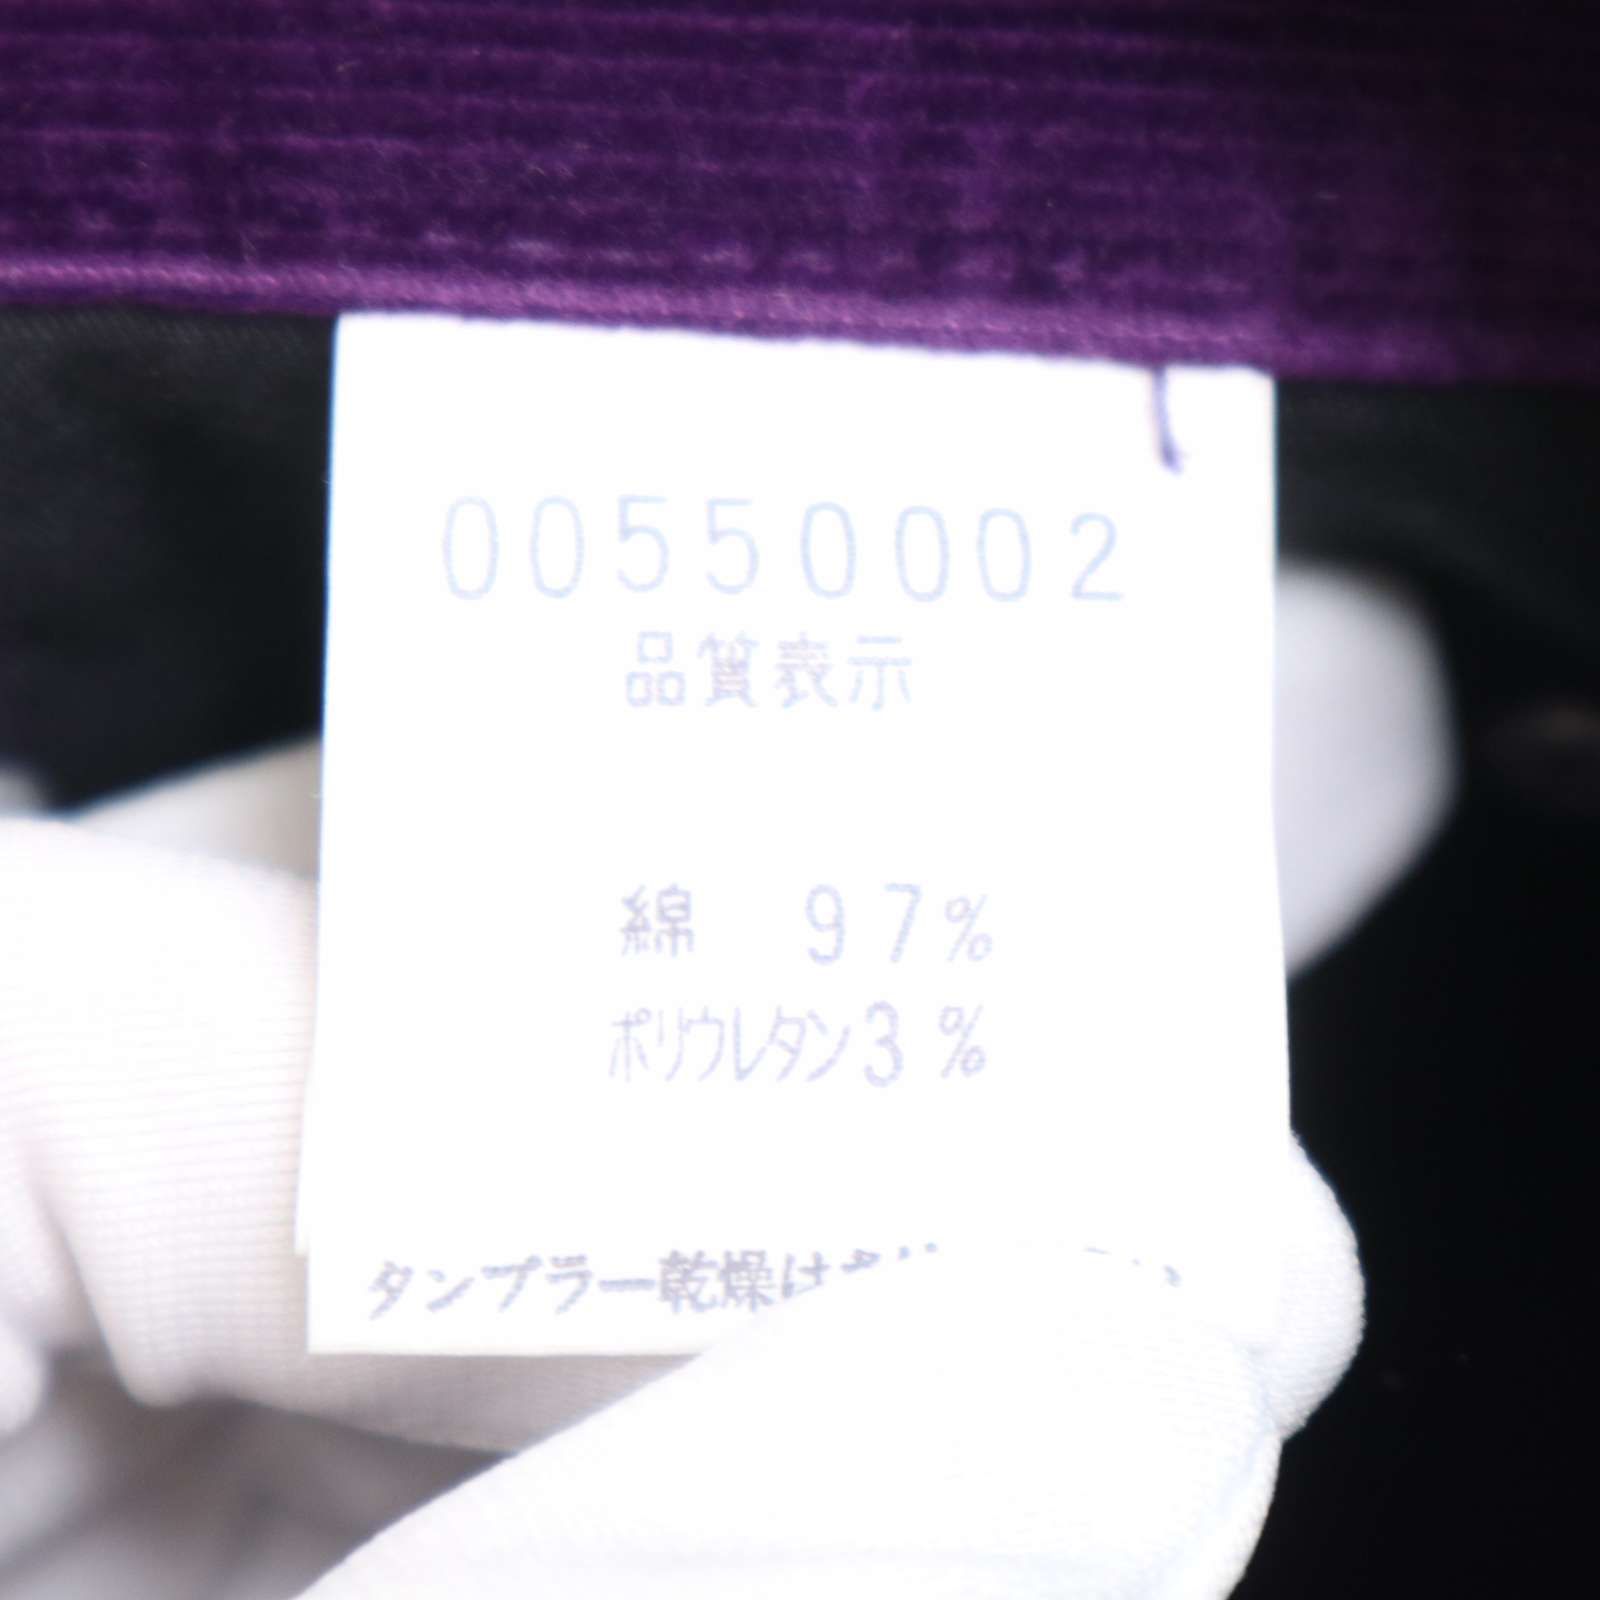 00550002
品質表示
綿 97%
ポリウレタン3%
タンブラー乾燥は